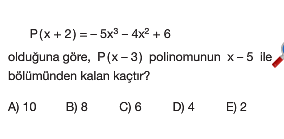 P(x + 2) = – 5x³ – 4x² + 6
olduğuna göre, P(x – 3) polinomunun x – 5 ile
bölümünden kalan kaçtır?
A) 10 B) 8 C) 6 D) 4 E) 2